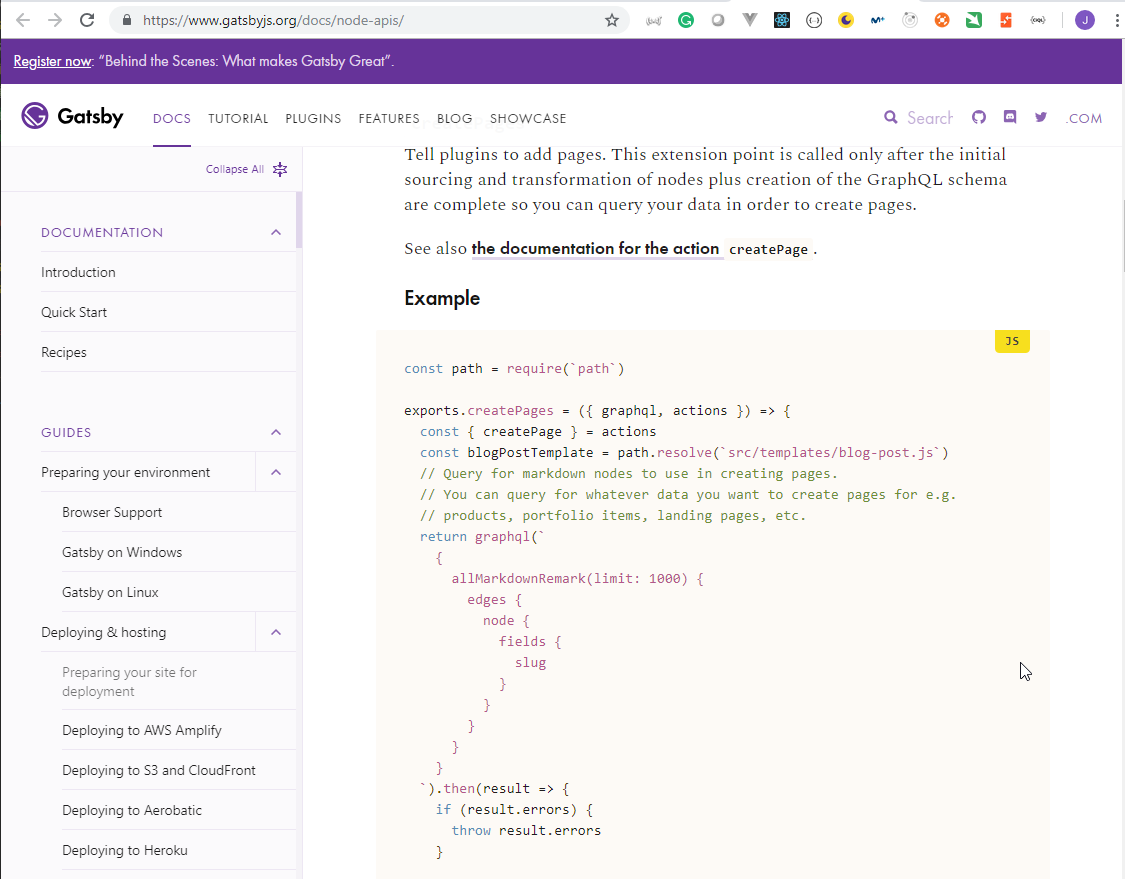 https://www.gatsbyjs.org/docs/node-apis/
J
Register now: “Behind the Scenes: What makes Gatsby Great”.
Gatsby
DOCS
TUTORIAL
PLUGINS
FEATURES
BLOG
SHOWCASE
Search
.COM
Collapse All
DOCUMENTATION
Introduction
Quick Start
Recipes
GUIDES
Preparing your environment
Browser Support
Gatsby on Windows
Gatsby on Linux
Deploying & hosting
Preparing your site for
deployment
Deploying to AWS Amplify
Deploying to S3 and CloudFront
Deploying to Aerobatic
Deploying to Heroku
Tell plugins to add pages. This extension point is called only after the initial
sourcing and transformation of nodes plus creation of the GraphQL schema
are complete so you can query your data in order to create pages.
See also the documentation for the action createPage .
Example
JS
const path = require(`path`)
exports.createPages = ({ graphql, actions }) => {
  const { createPage } = actions
  const blogPostTemplate = path.resolve(`src/templates/blog-post.js`)
  // Query for markdown nodes to use in creating pages.
  // You can query for whatever data you want to create pages for e.g.
  // products, portfolio items, landing pages, etc.
  return graphql(`
    {
      allMarkdownRemark(limit: 1000) {
        edges {
          node {
            fields {
              slug
            }
          }
        }
      }
    }
  `).then(result => {
    if (result.errors) {
      throw result.errors
    }